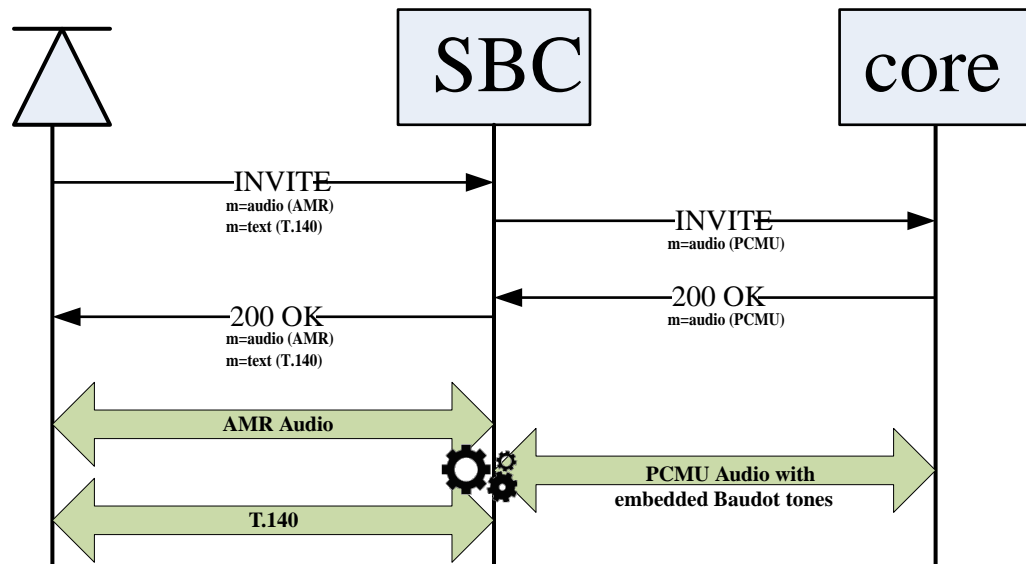 SBC
core
INVITE
m=audio (AMR)
m=text (T.140)
INVITE
m=audio (PCMU)
200 OK
m=audio (PCMU)
200 OK
m=audio (AMR)
m=text (T.140)
AMR Audio
PCMU Audio with
embedded Baudot tones
T.140